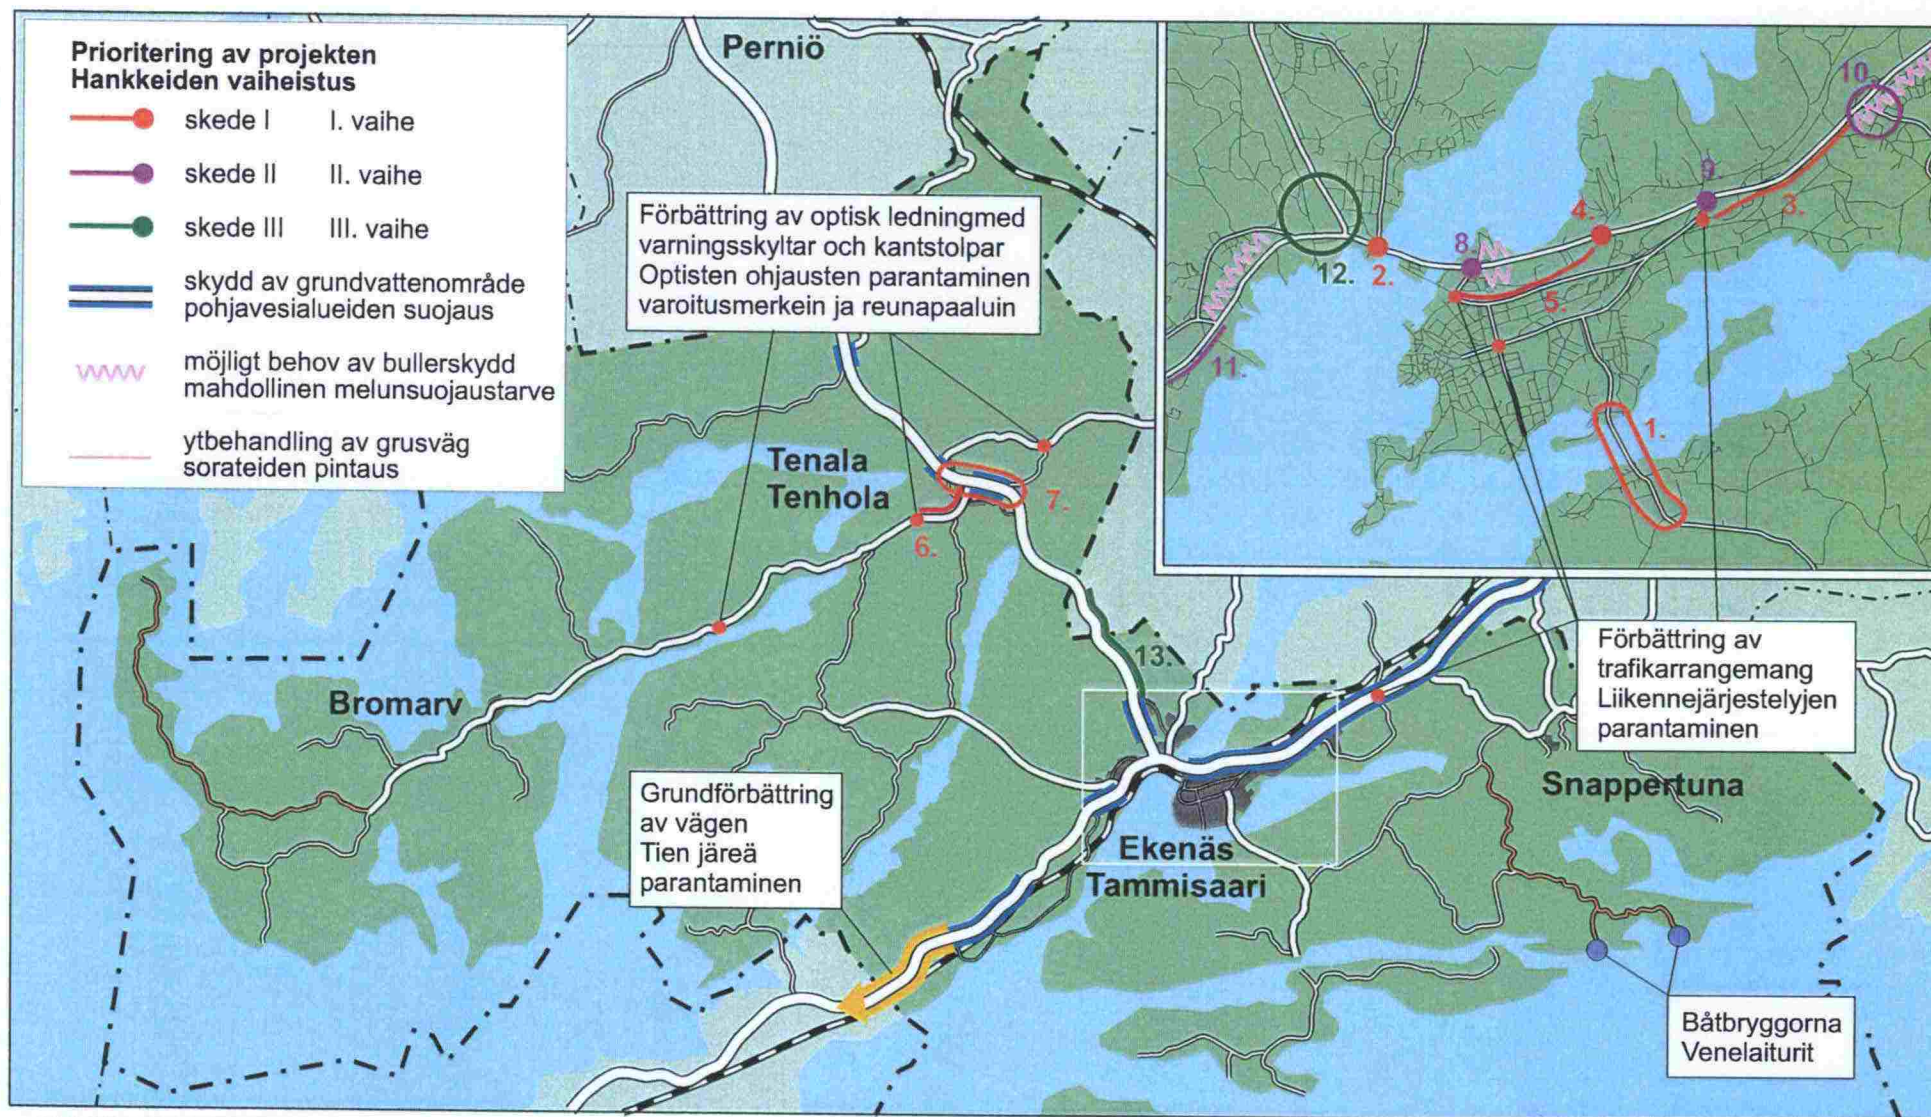 Prioritering av projekten
Hankkeiden vaiheistus
skede I I. vaihe
skede II II. vaihe
skede III III. vaihe
skydd av grundvattenområde
pohjavesialueiden suojaus
möjligt behov av bullerskydd
mahdollinen melunsuojaustarve
ytbehandling av grusväg
sorateiden pintaus
Perniö
Förbättring av optisk ledningmed
varningsskyltar och kantstolpar
Optisten ohjausten parantaminen
varoitusmerkein ja reunapaaluin
10.
9.
4.
3.
8.
12.
2.
5.
11.
1.
Tenala
Tenhola
7.
6.
13.
Bromarv
Förbättring av
trafikarrangemang
Liikennejärjestelyjen
parantaminen
Snappertuna
Grundförbättring
av vägen
Tien järeä
parantaminen
Ekenäs
Tammisaari
Båtbryggorna
Venelaiturit